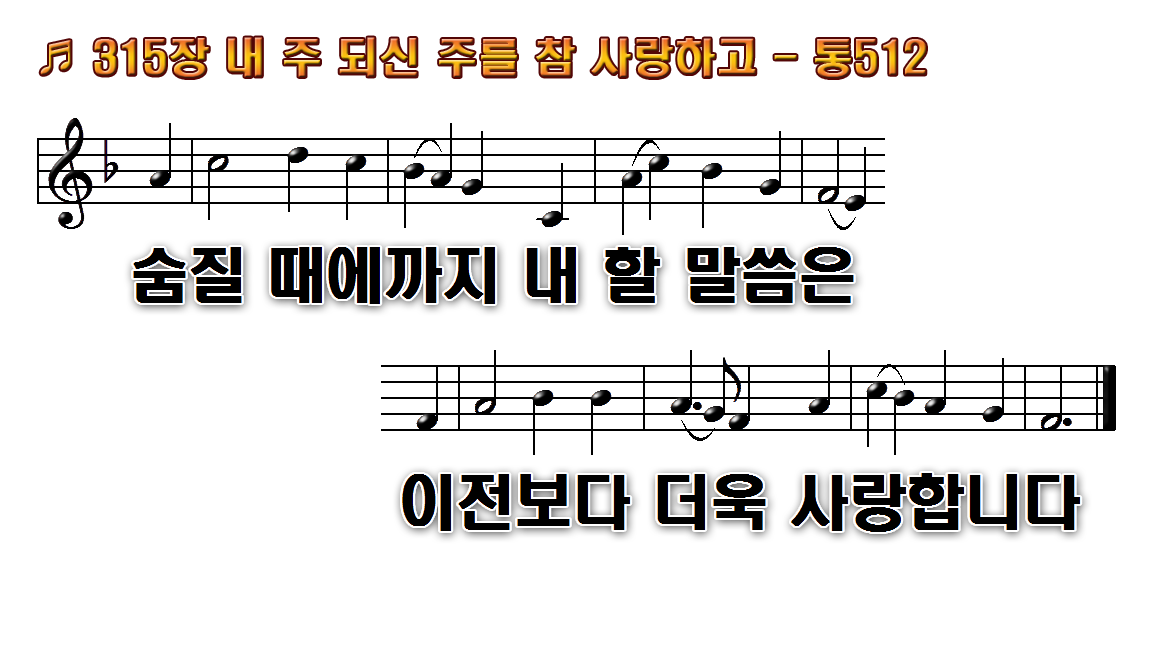 ♬ 315장 내 주 되신 주를 참 사랑하고 - 통512
숨질 때에까지 내 할 말씀은
이전보다 더욱 사랑합니다